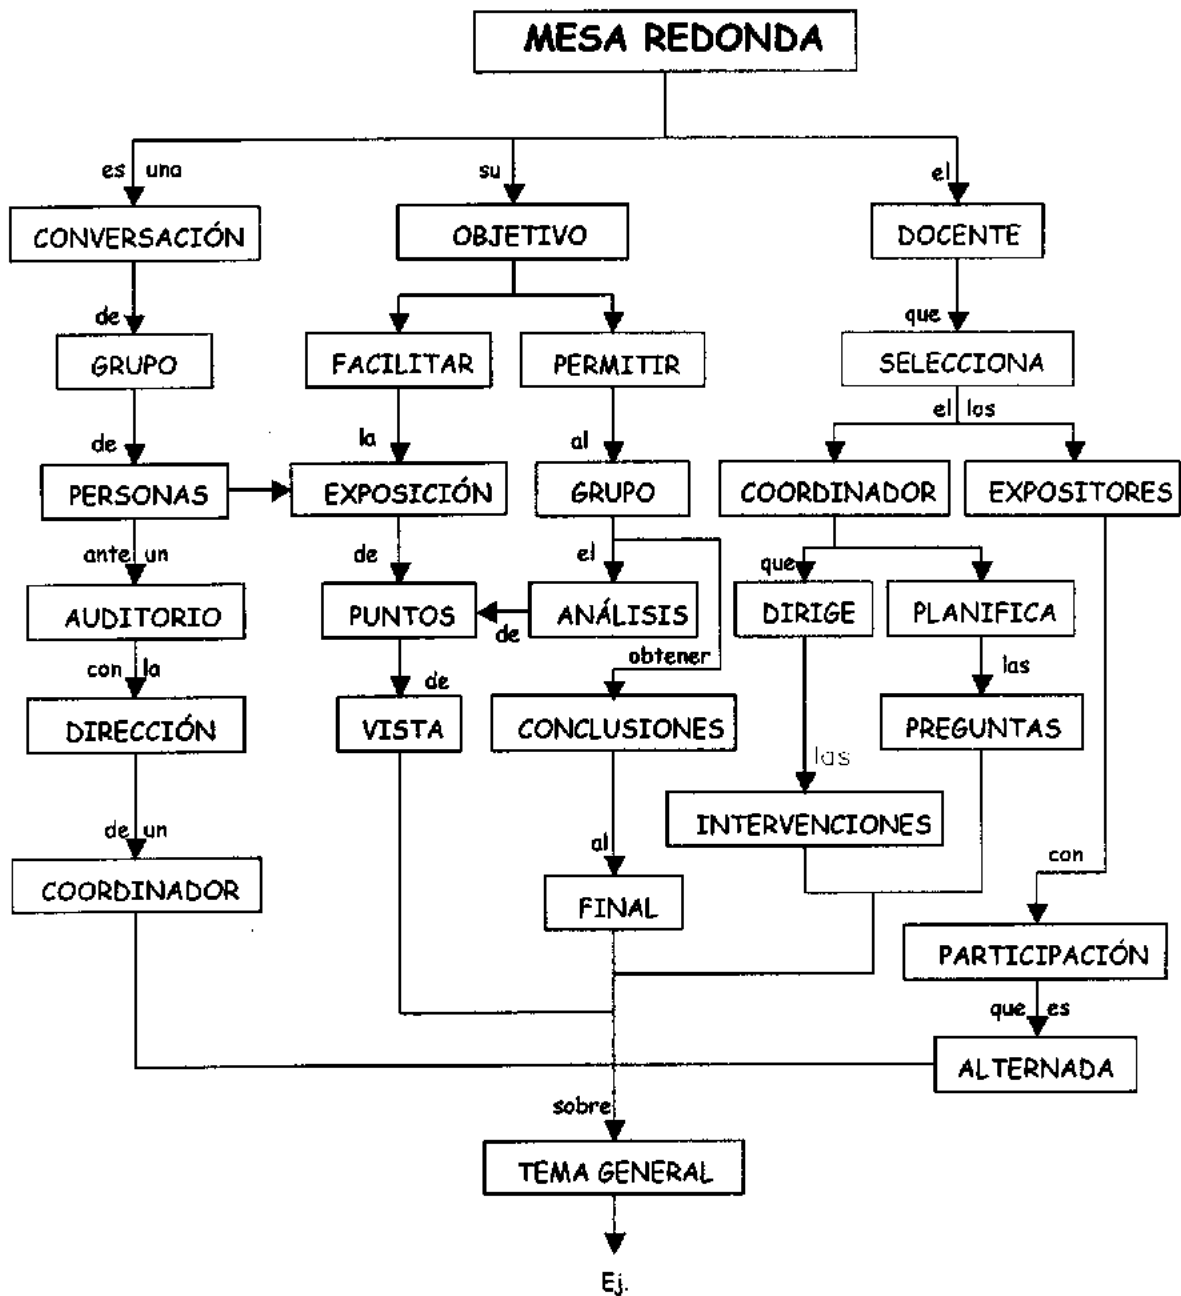 MESA REDONDA
es una
su
el
CONVERSACIÓN
OBJETIVO
DOCENTE
de
que
GRUPO
FACILITAR
PERMITIR
SELECCIONA
el los
de
la
al
PERSONAS
EXPOSICIÓN
GRUPO
COORDINADOR
EXPOSITORES
ante un
de
el
que
AUDITORIO
PUNTOS
de
ANÁLISIS
DIRIGE
PLANIFICA
con la
de
obtener
las
DIRECCIÓN
VISTA
CONCLUSIONES
PREGUNTAS
las
de un
al
INTERVENCIONES
con
COORDINADOR
FINAL
PARTICIPACIÓN
que es
ALTERNADA
sobre
TEMA GENERAL
Ej.